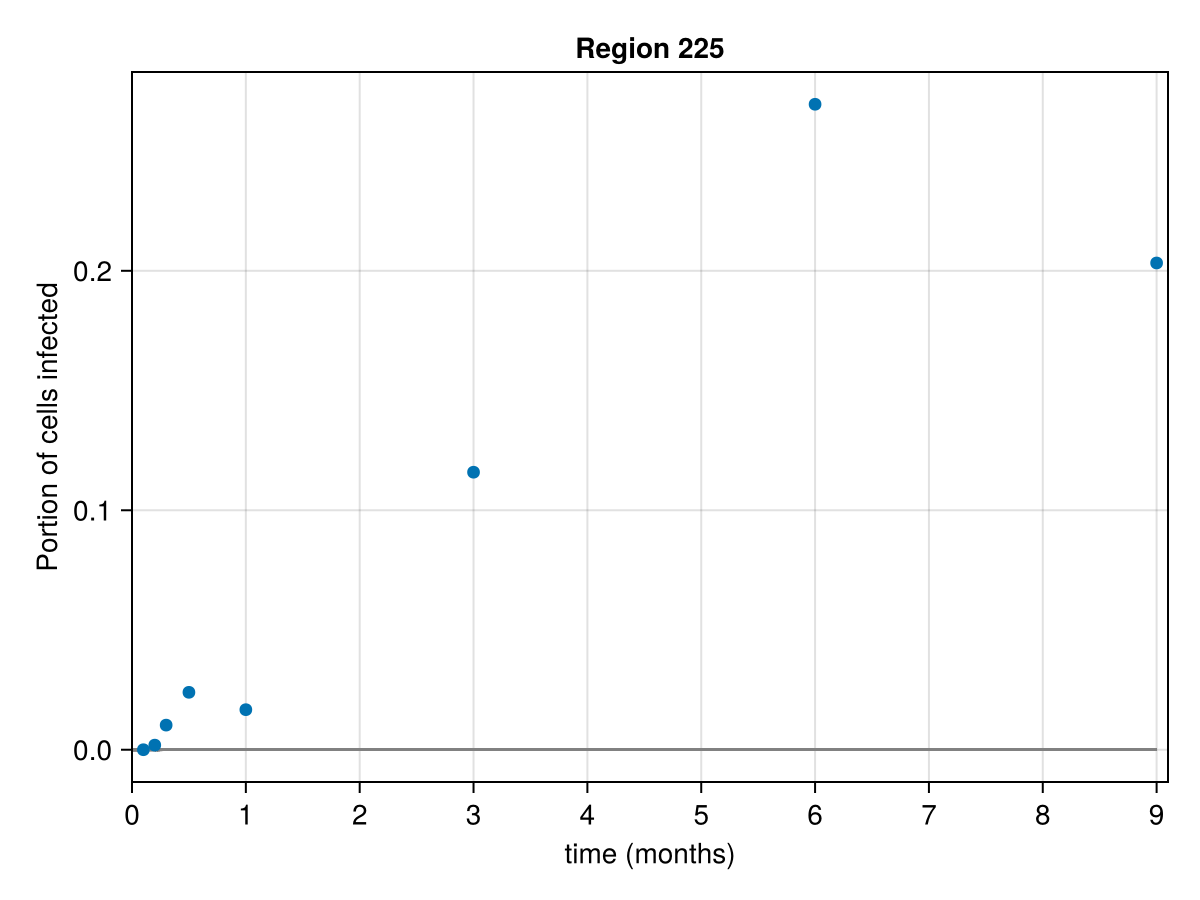 Region 225
Portion of cells infected
0.2
0.1
0.0
0 1 2 3 4 5 6 7 8 9
time (months)